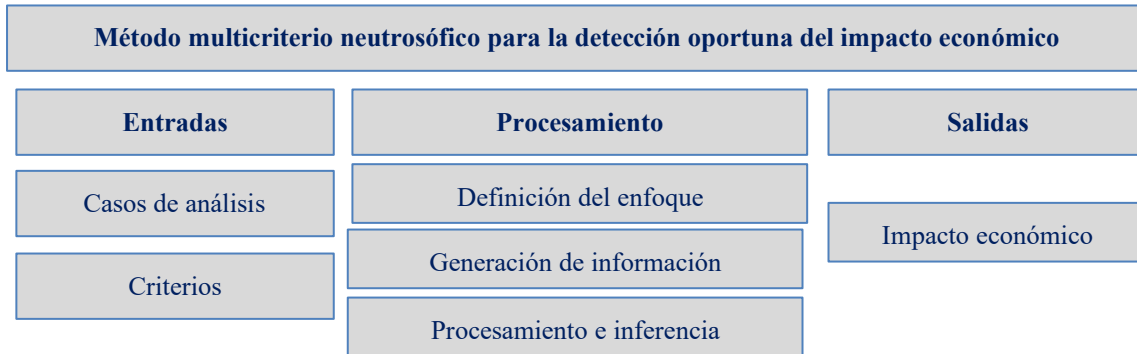 Método multicriterio neutrosófico para la detección oportuna del impacto económico
Entradas
Procesamiento
Salidas
Casos de análisis
Definición del enfoque
Impacto económico
Criterios
Generación de información
Procesamiento e inferencia